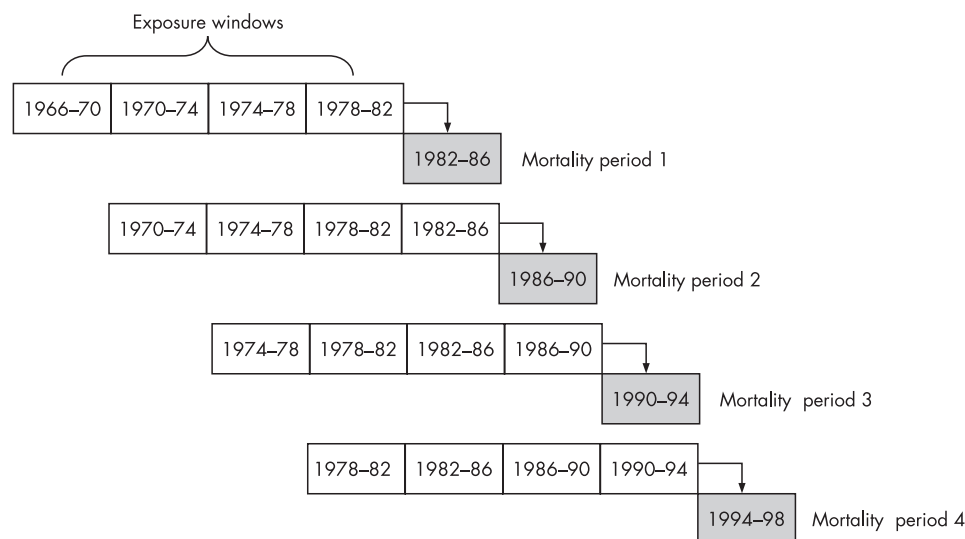 Exposure windows
1966–70 1970–74 1974–78 1978–82
1982–86 Mortality period 1
1970–74 1974–78 1978–82 1982–86
1986–90 Mortality period 2
1974–78 1978–82 1982–86 1986–90
1990–94 Mortality period 3
1978–82 1982–86 1986–90 1990–94
1994–98 Mortality period 4